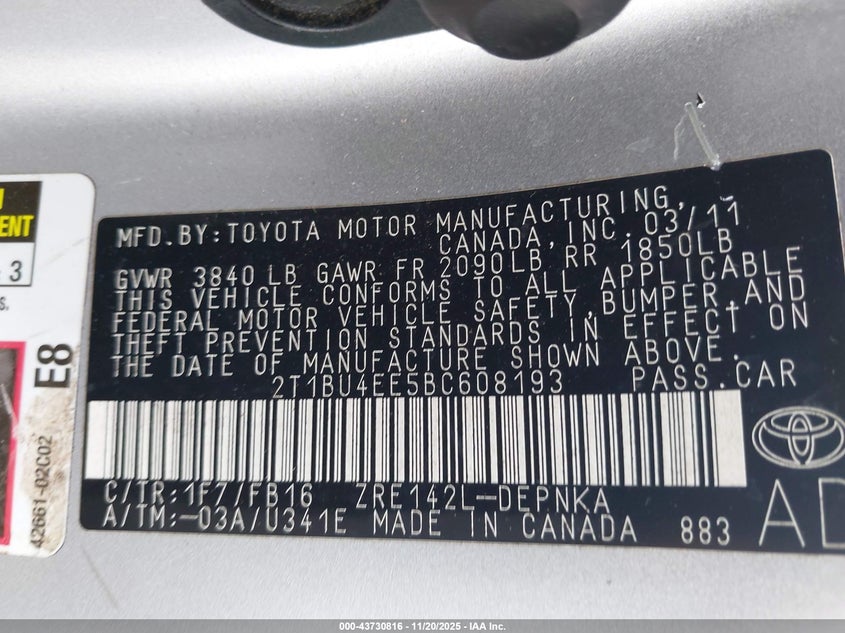 ENT
: 3
S.
E8
42661-02C02
MFD.BY:TOYOTA MOTOR MANUFACTURING,
CANADA, INC. 03/11
GVWR 3840 LB GAWR FR 2090LB RR 1850LB
THIS VEHICLE CONFORMS TO ALL APPLICABLE
FEDERAL MOTOR VEHICLE SAFETY,BUMPER,AND
THEFT PREVENTION STANDARDS IN EFFECT ON
THE DATE OF MANUFACTURE SHOWN ABOVE.
2T1BU4EE5BC608193 PASS.CAR
C/TR:1F7/FB16 ZRE142L-DEPNKA
A/TM:-03A/U341E MADE IN CANADA 883
AD
000-43730816 - 11/20/2025 - IAA Inc.